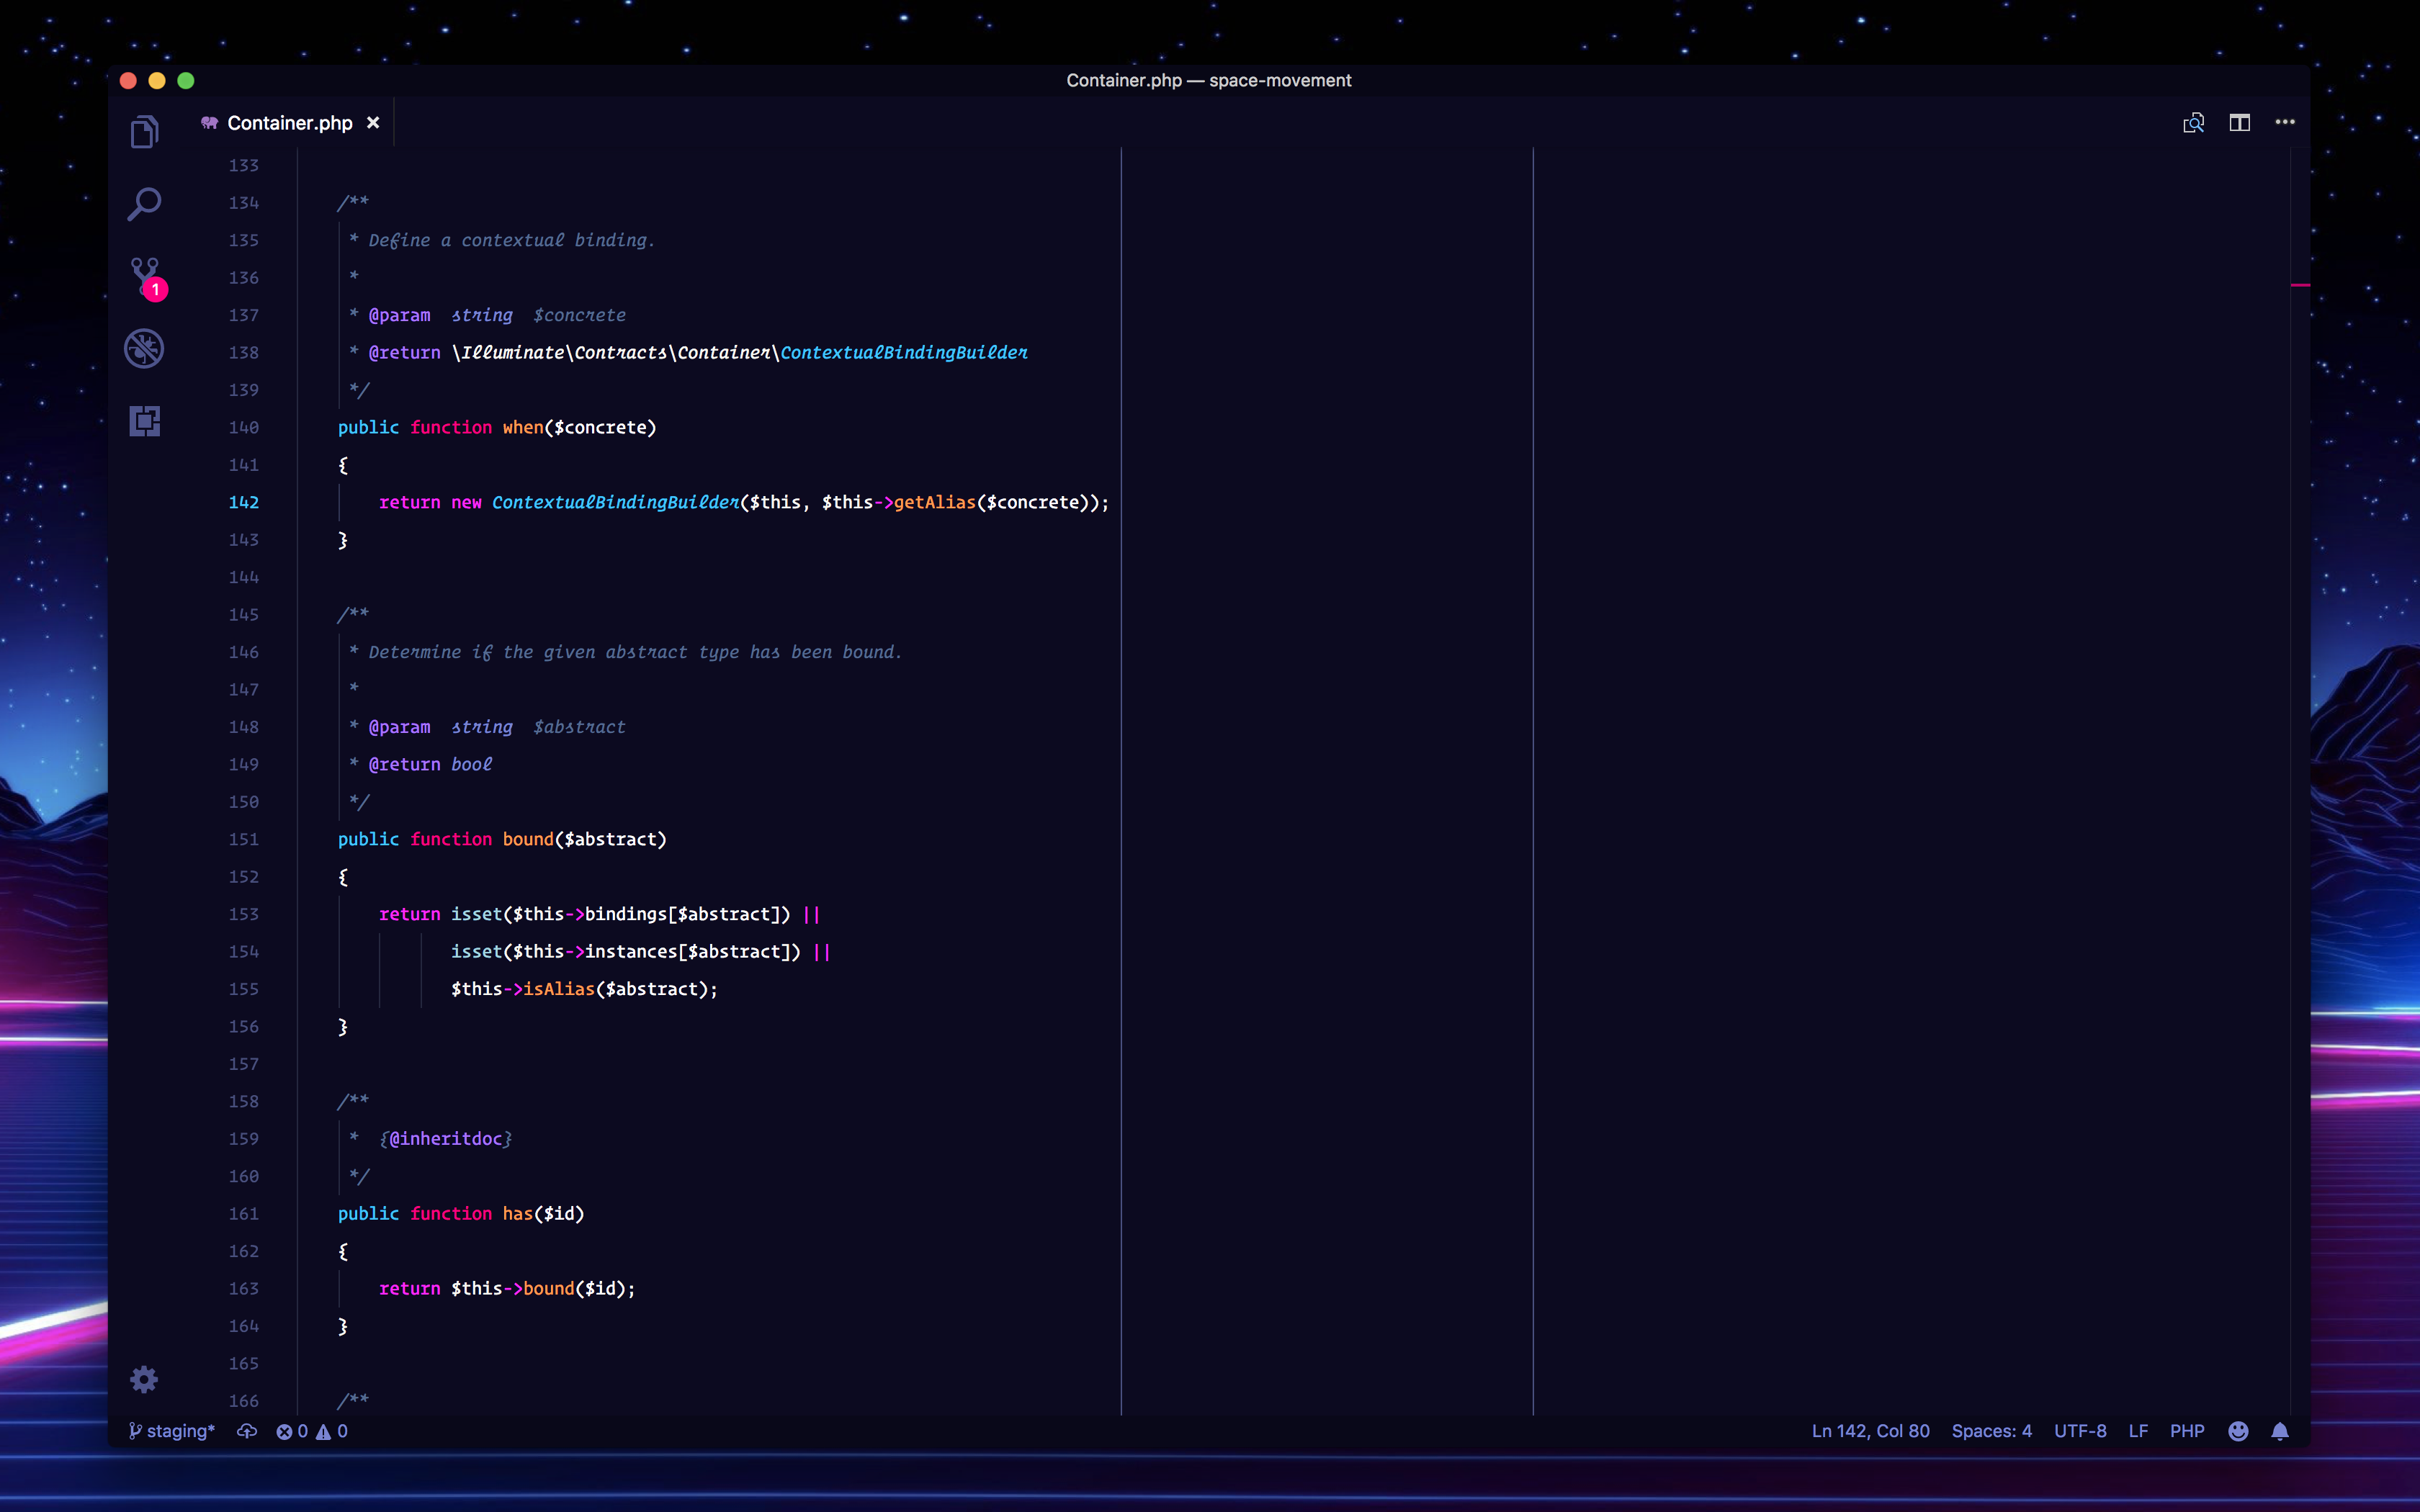 Container.php — space-movement
Container.php ×
133
134 /**
135 * Define a contextual binding.
136 *
137 * @param  string  $concrete
138 * @return \Illuminate\Contracts\Container\ContextualBindingBuilder
139 */
140 public function when($concrete)
141 {
142 return new ContextualBindingBuilder($this, $this->getAlias($concrete));
143 }
144
145 /**
146 * Determine if the given abstract type has been bound.
147 *
148 * @param  string  $abstract
149 * @return bool
150 */
151 public function bound($abstract)
152 {
153 return isset($this->bindings[$abstract]) ||
154 isset($this->instances[$abstract]) ||
155 $this->isAlias($abstract);
156 }
157
158 /**
159 *  {@inheritdoc}
160 */
161 public function has($id)
162 {
163 return $this->bound($id);
164 }
165
166 /**
1
staging* 0 0 Ln 142, Col 80 Spaces: 4 UTF-8 LF PHP